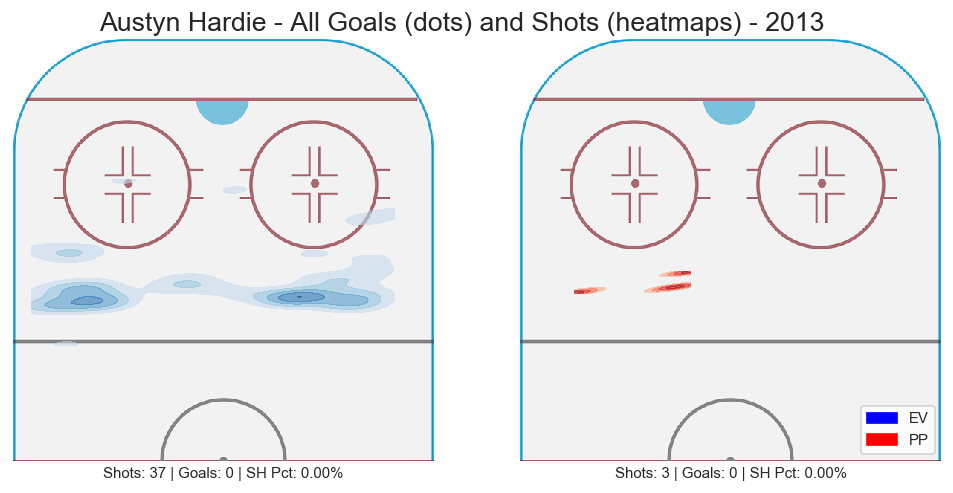 Austyn Hardie - All Goals (dots) and Shots (heatmaps) - 2013
EV
PP
Shots: 37 | Goals: 0 | SH Pct: 0.00%
Shots: 3 | Goals: 0 | SH Pct: 0.00%